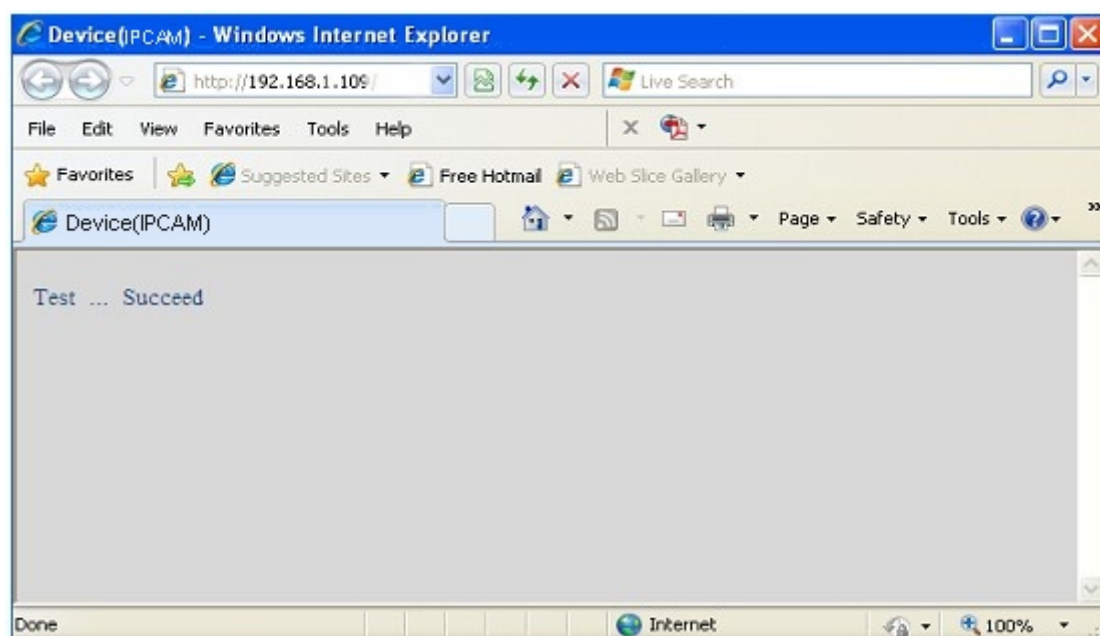 Device(IPCAM) - Windows Internet Explorer
http://192.168.1.109/ Live Search
File Edit View Favorites Tools Help
Favorites Suggested Sites Free Hotmail Web Slice Gallery
Device(IPCAM) Page Safety Tools
Test ... Succeed
Done Internet 100%